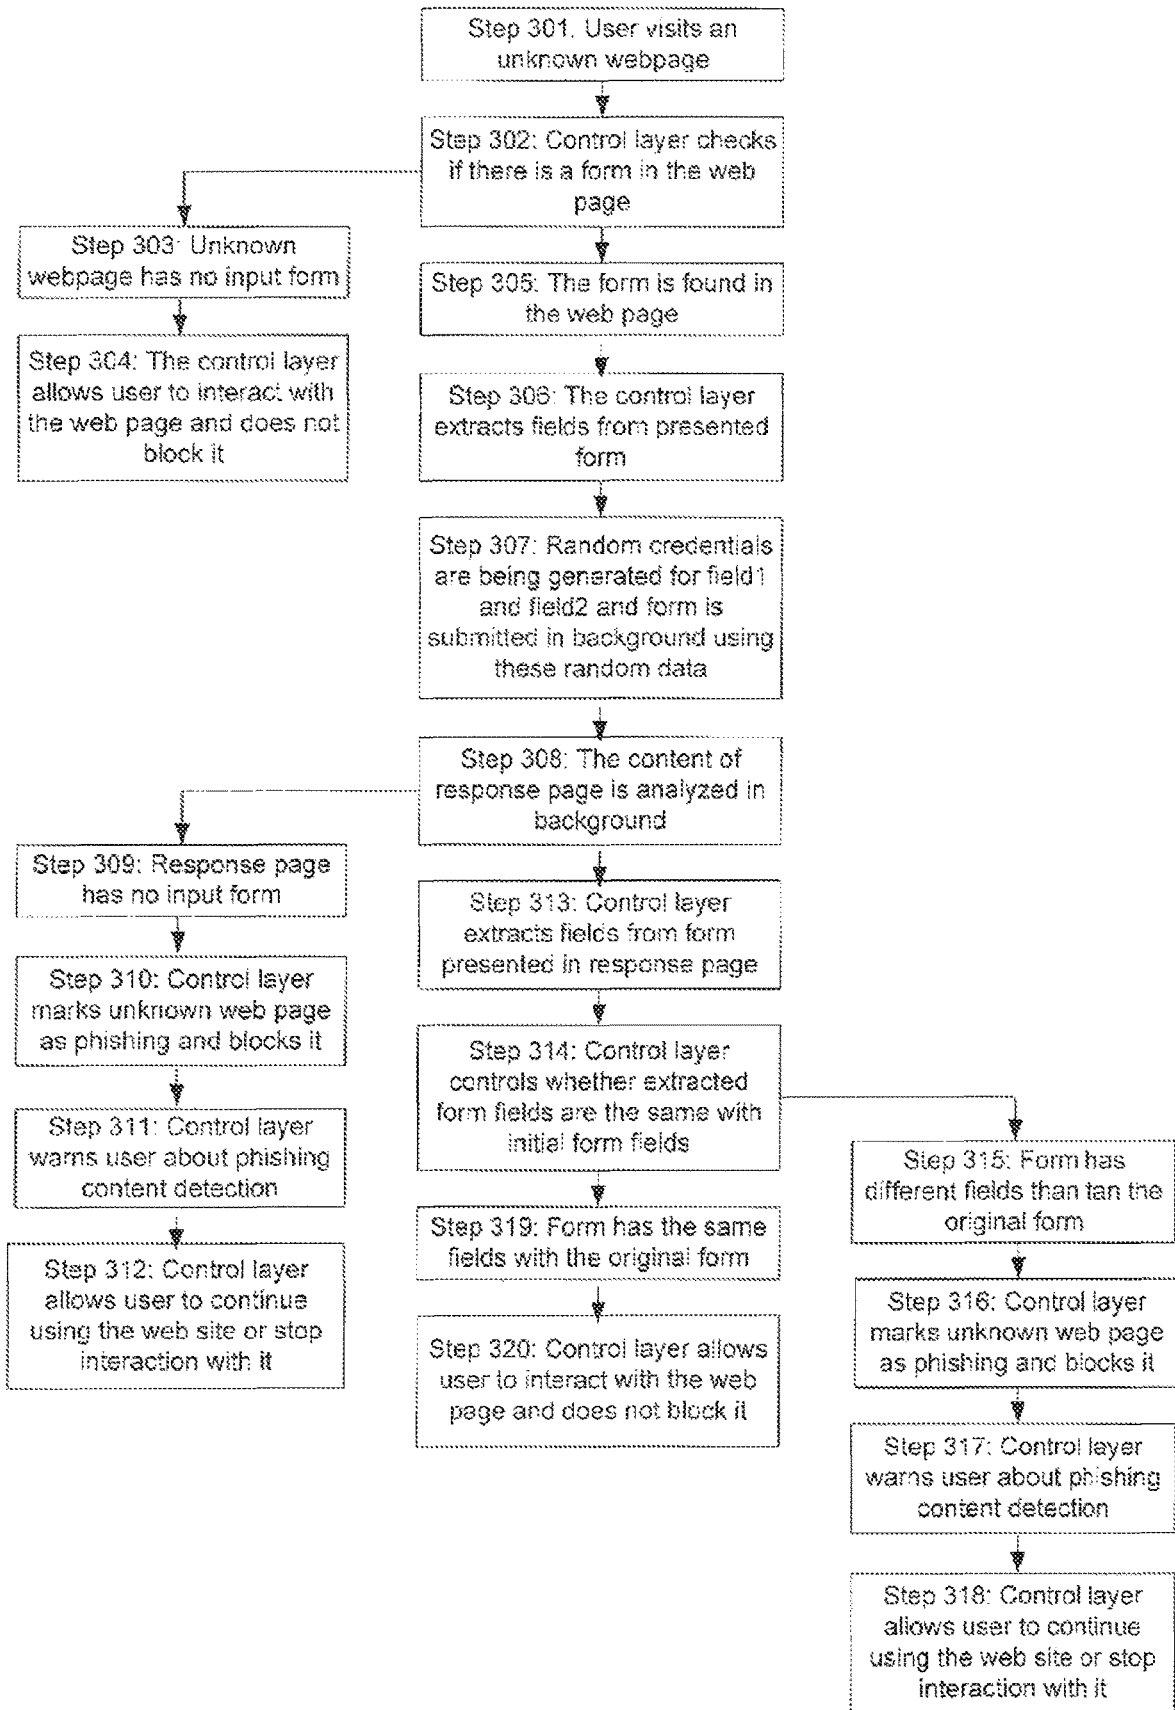 Step 301. User visits an
unknown webpage
Step 302: Control layer checks
if there is a form in the web
page
Step 303: Unknown
webpage has no input form
Step 304: The control layer
allows user to interact with
the web page and does not
block it
Step 305: The form is found in
the web page
Step 306: The control layer
extracts fields from presented
form
Step 307: Random credentials
are being generated for field1
and field2 and form is
submitted in background using
these random data
Step 308: The content of
response page is analyzed in
background
Step 309: Response page
has no input form
Step 310: Control layer
marks unknown web page
as phishing and blocks it
Step 311: Control layer
warns user about phishing
content detection
Step 312: Control layer
allows user to continue
using the web site or stop
interaction with it
Step 313: Control layer
extracts fields from form
presented in response page
Step 314: Control layer
controls whether extracted
form fields are the same with
initial form fields
Step 319: Form has the same
fields with the original form
Step 320: Control layer allows
user to interact with the web
page and does not block it
Step 315: Form has
different fields than tan the
original form
Step 316: Control layer
marks unknown web page
as phishing and blocks it
Step 317: Control layer
warns user about phishing
content detection
Step 318: Control layer
allows user to continue
using the web site or stop
interaction with it